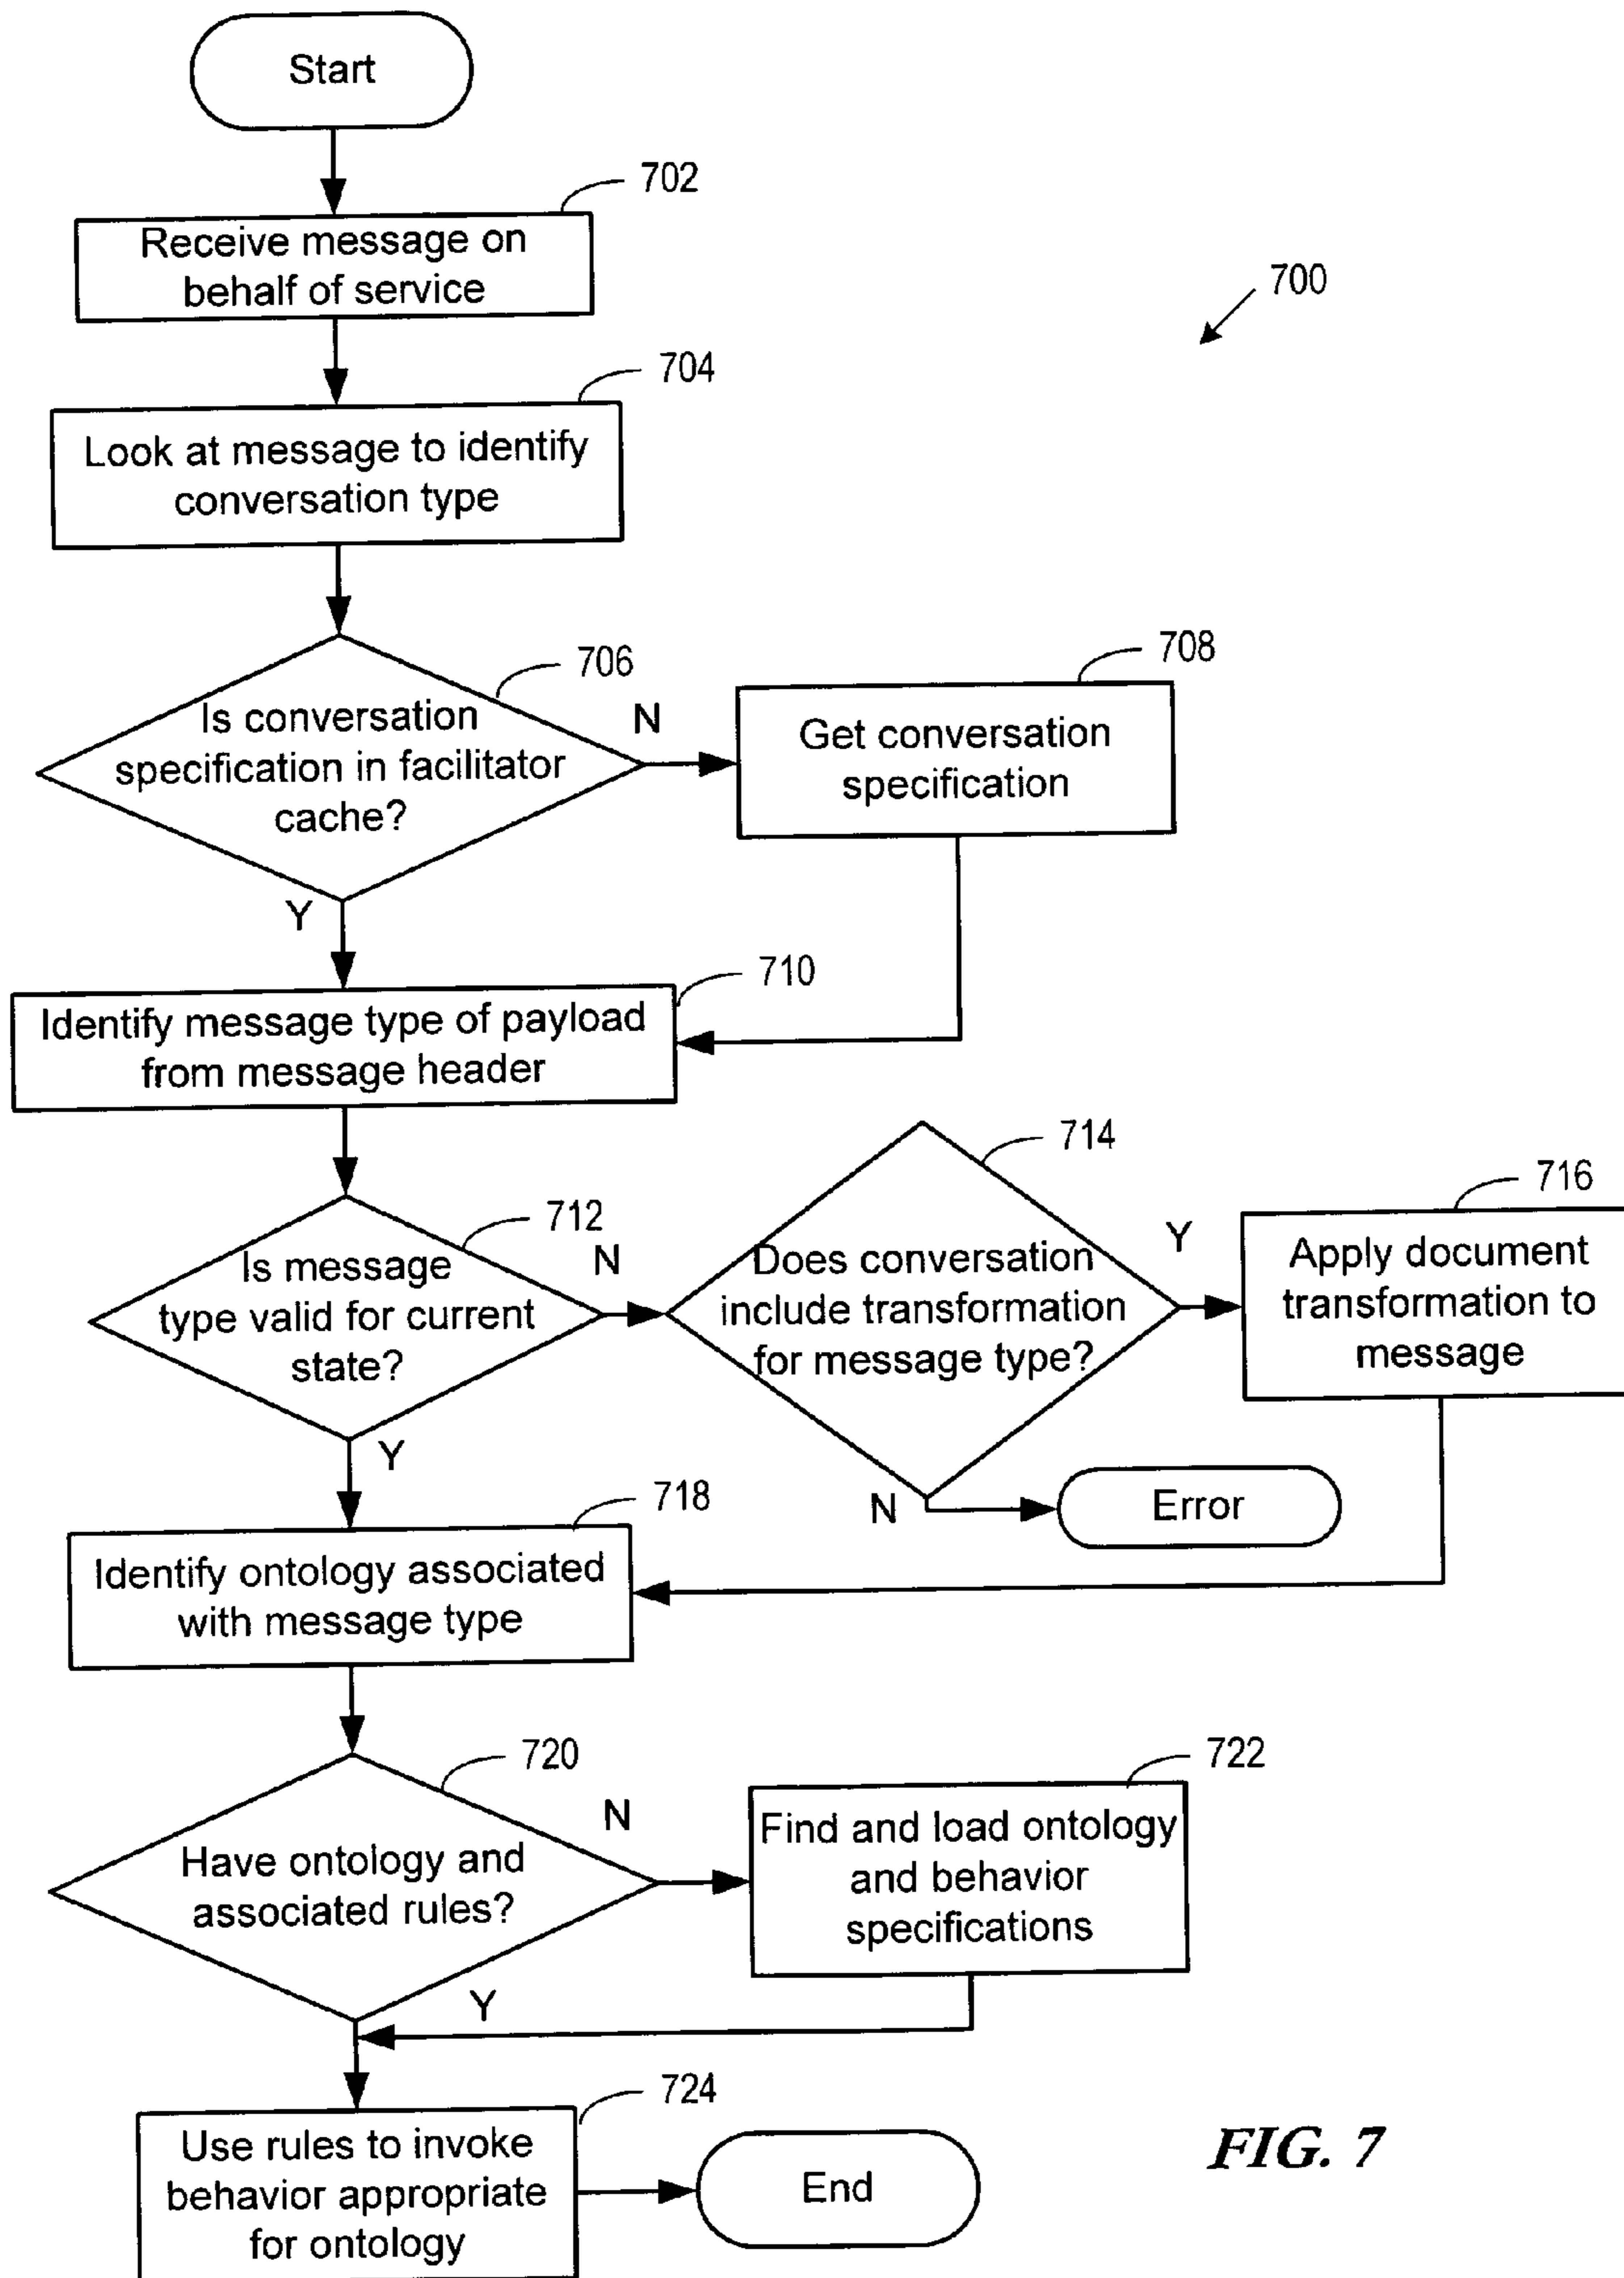 Start
702
Receive message on
behalf of service
700
704
Look at message to identify
conversation type
706
Is conversation
specification in facilitator
cache?
N
708
Get conversation
specification
Y
710
Identify message type of payload
from message header
712
Is message
type valid for current
state?
N
714
Does conversation
include transformation
for message type?
Y
716
Apply document
transformation to
message
Y
N
Error
718
Identify ontology associated
with message type
720
Have ontology and
associated rules?
N
722
Find and load ontology
and behavior
specifications
Y
724
Use rules to invoke
behavior appropriate
for ontology
End
FIG. 7